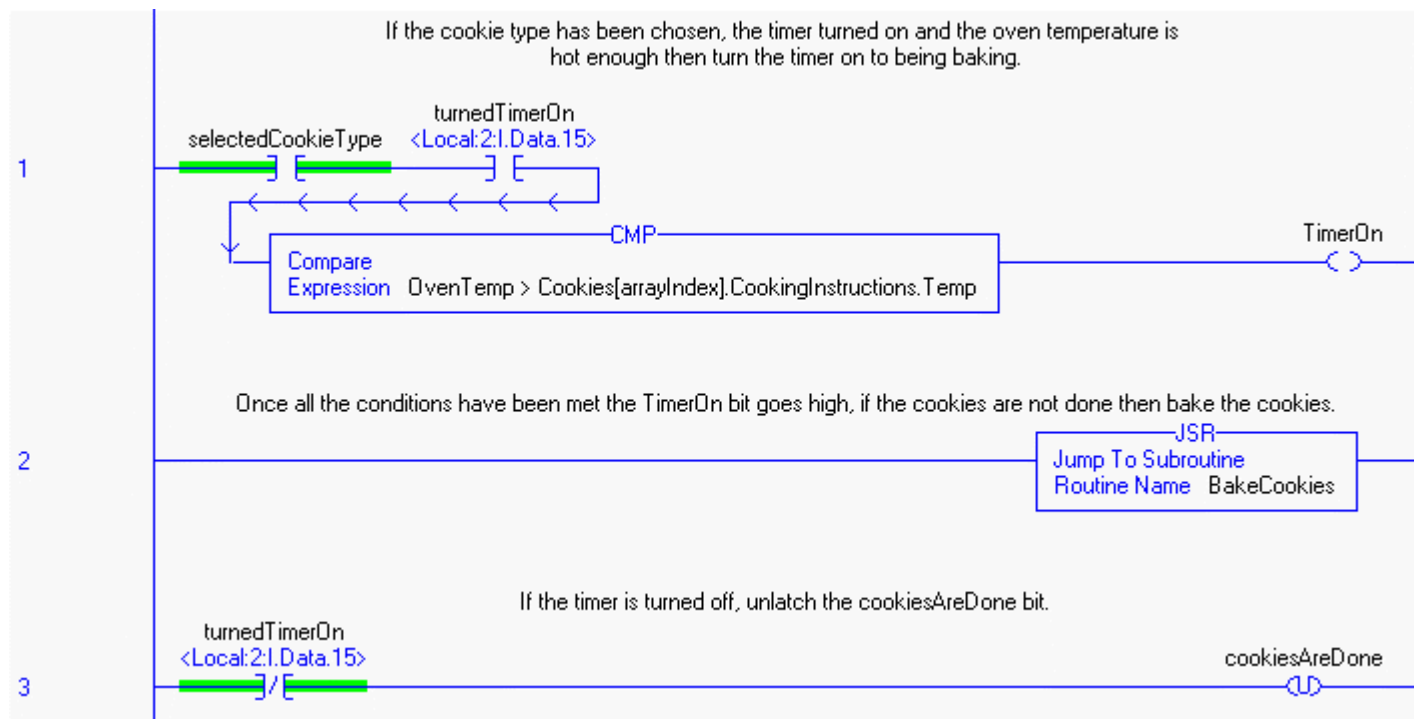 If the cookie type has been chosen, the timer turned on and the oven temperature is
hot enough then turn the timer on to being baking.
turnedTimerOn
selectedCookieType <Local:2:I.Data.15>
1
CMP
TimerOn
Compare
Expression OvenTemp > Cookies[arrayIndex].CookingInstructions.Temp
Once all the conditions have been met the TimerOn bit goes high, if the cookies are not done then bake the cookies.
JSR
2
Jump To Subroutine
Routine Name BakeCookies
If the timer is turned off, unlatch the cookiesAreDone bit.
turnedTimerOn
<Local:2:I.Data.15>
cookiesAreDone
3
U